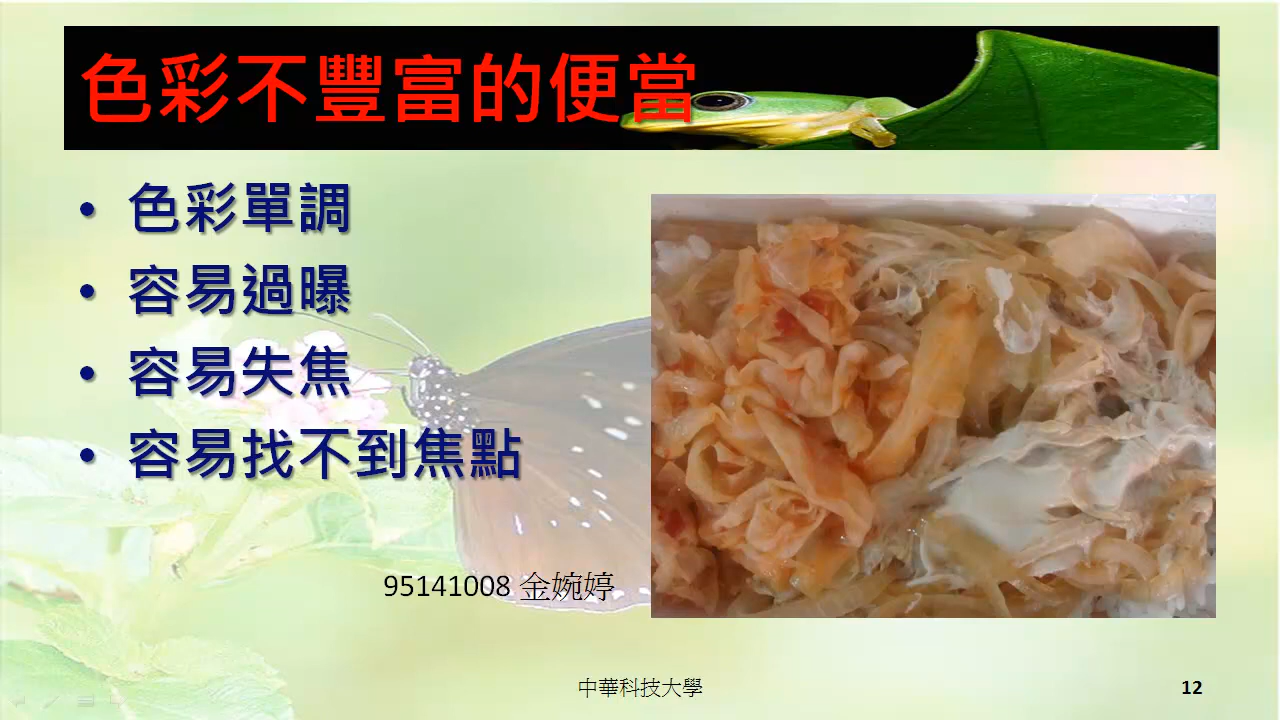 色彩不豐富的便當
• 色彩單調
• 容易過曝
• 容易失焦
• 容易找不到焦點
95141008 金婉婷
中華科技大學
12